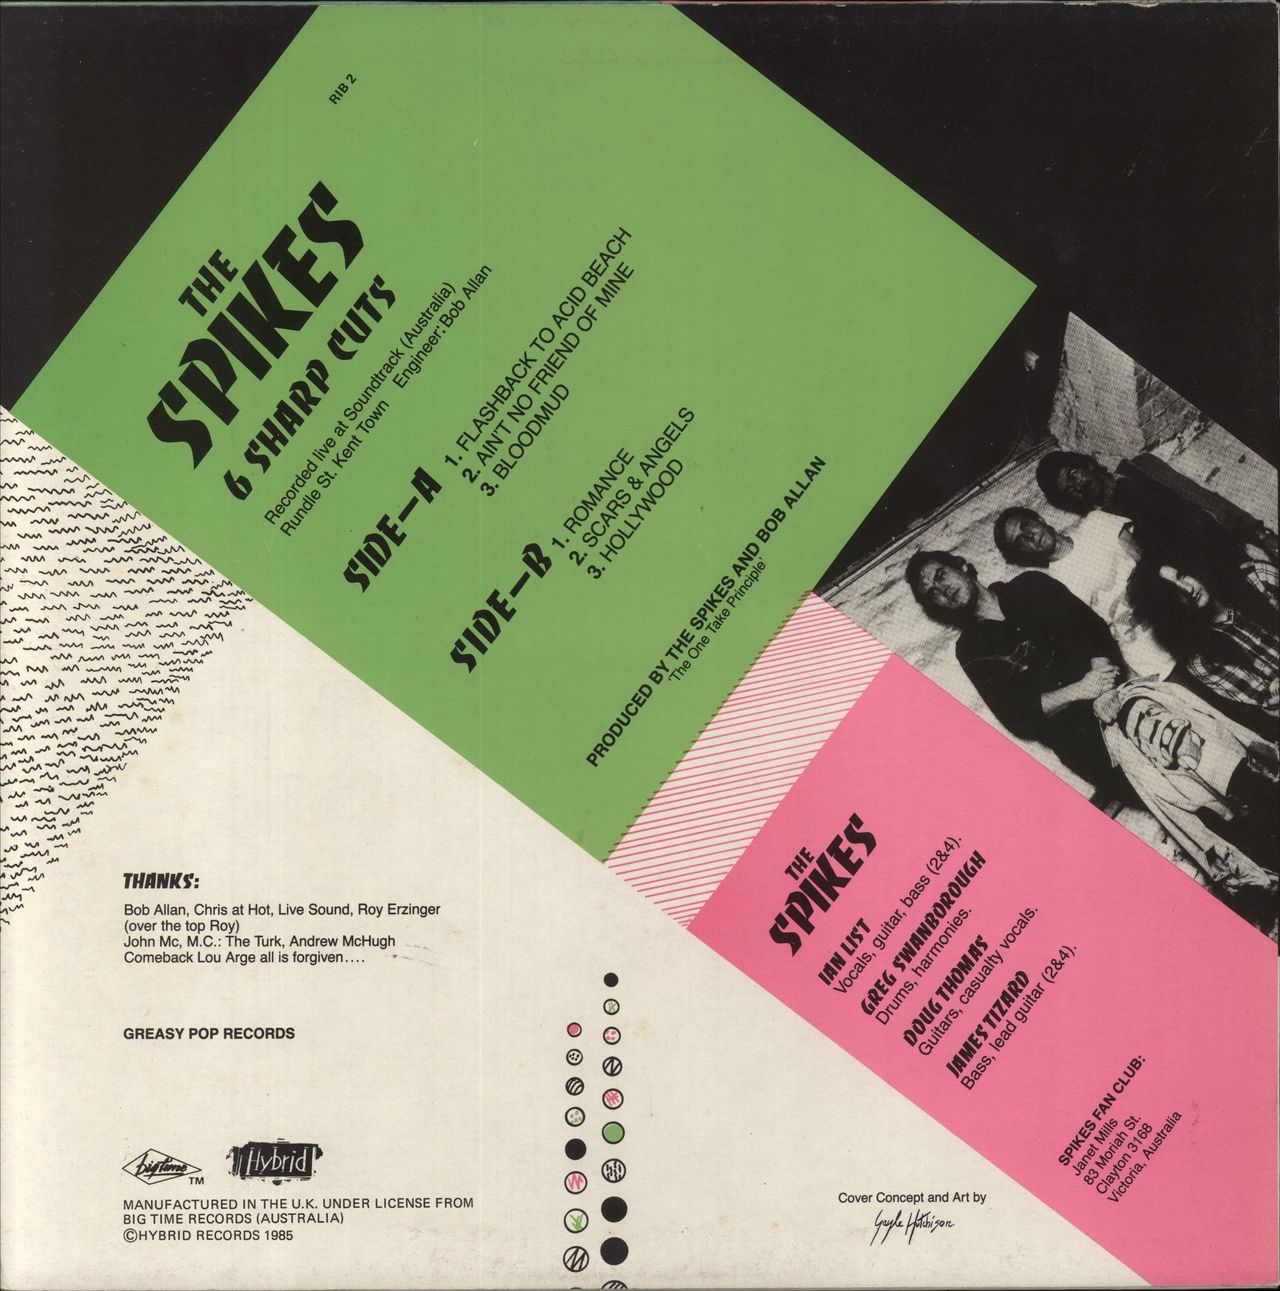 RIB 2
THE
SPIKES
6 SHARP CUTS
Recorded live at Soundtrack (Australia)
Rundle St. Kent Town Engineer: Bob Allan
SIDE–A
1. FLASHBACK TO ACID BEACH
2. AIN'T NO FRIEND OF MINE
3. BLOODMUD
SIDE–B
1. ROMANCE
2. SCARS & ANGELS
3. HOLLYWOOD
PRODUCED BY THE SPIKES AND BOB ALLAN
'The One Take Principle'
THE
SPIKES
IAN LIST
Vocals, guitar, bass (2&4).
GREG SWANBOROUGH
Drums, harmonies.
DOUG THOMAS
Guitars, casualty vocals.
JAMES TIZARD
Bass, lead guitar (2&4).
SPIKES FAN CLUB:
Janet Mills
83 Moriah St.
Clayton 3168
Victoria, Australia
THANKS:
Bob Allan, Chris at Hot, Live Sound, Roy Erzinger
(over the top Roy)
John Mc, M.C.: The Turk, Andrew McHugh
Comeback Lou Arge all is forgiven....
GREASY POP RECORDS
big time TM
Hybrid
MANUFACTURED IN THE U.K. UNDER LICENSE FROM
BIG TIME RECORDS (AUSTRALIA)
©HYBRID RECORDS 1985
Cover Concept and Art by
Gayle Hutchison